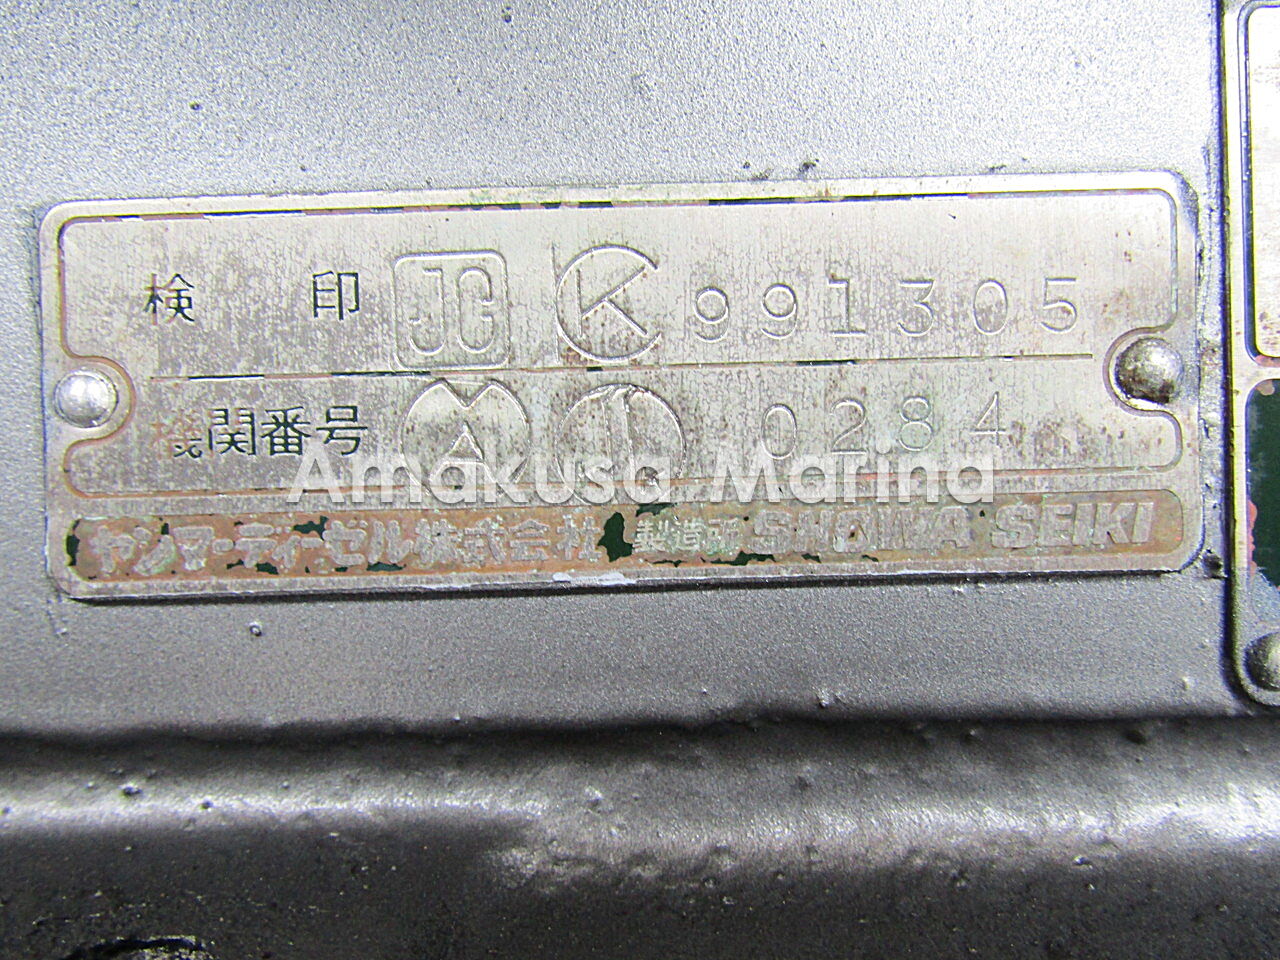 検印 JG K 991305
機関番号 0284
Amakusa Marina
ヤンマーディーゼル株式会社 製造所 SHOWA SEIKI